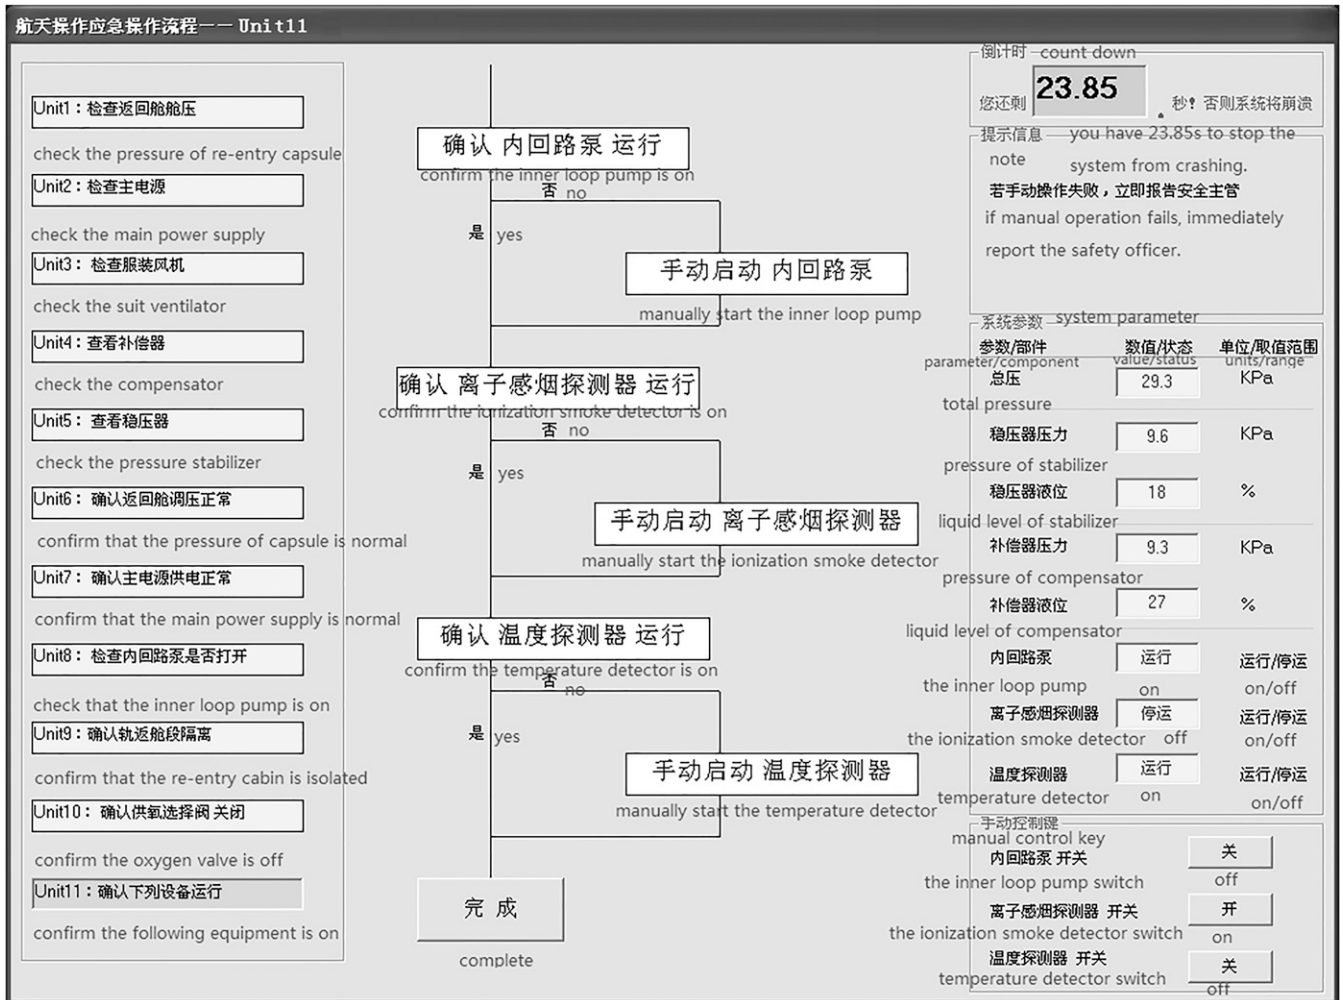 航天操作应急操作流程—— Unit11
Unit1：检查返回舱舱压
check the pressure of re-entry capsule
Unit2：检查主电源
check the main power supply
Unit3： 检查服装风机
check the suit ventilator
Unit4：查看补偿器
check the compensator
Unit5：查看稳压器
check the pressure stabilizer
Unit6： 确认返回舱调压正常
confirm that the pressure of capsule is normal
Unit7： 确认主电源供电正常
confirm that the main power supply is normal
Unit8： 检查内回路泵是否打开
check that the inner loop pump is on
Unit9：确认轨返舱段隔离
confirm that the re-entry cabin is isolated
Unit10： 确认供氧选择阀 关闭
confirm the oxygen valve is off
Unit11：确认下列设备运行
confirm the following equipment is on
确认 内回路泵 运行
confirm the inner loop pump is on
否 no
是 yes
手动启动 内回路泵
manually start the inner loop pump
确认 离子感烟探测器 运行
confirm the ionization smoke detector is on
否 no
是 yes
手动启动 离子感烟探测器
manually start the ionization smoke detector
确认 温度探测器 运行
confirm the temperature detector is on
否
no
是 yes
手动启动 温度探测器
manually start the temperature detector
完 成
complete
倒计时 count down
您还剩 23.85 . 秒！否则系统将崩溃
提示信息 you have 23.85s to stop the
note system from crashing.
若手动操作失败，立即报告安全主管
if manual operation fails, immediately
report the safety officer.
系统参数 system parameter
参数/部件 数值/状态 单位/取值范围
parameter/component value/status units/range
总压 29.3 KPa
total pressure
稳压器压力 9.6 KPa
pressure of stabilizer
稳压器液位 18 %
liquid level of stabilizer
补偿器压力 9.3 KPa
pressure of compensator
补偿器液位 27 %
liquid level of compensator
内回路泵 运行 运行/停运
the inner loop pump on on/off
离子感烟探测器 停运 运行/停运
the ionization smoke detector off on/off
温度探测器 运行 运行/停运
temperature detector on on/off
手动控制键
manual control key
内回路泵 开关 关
the inner loop pump switch off
离子感烟探测器 开关 开
the ionization smoke detector switch on
温度探测器 开关 关
temperature detector switch off